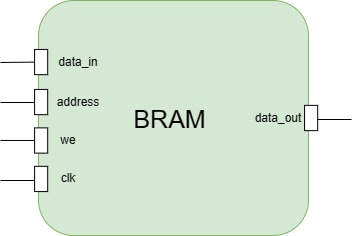 data_in
address
we
clk
BRAM
data_out